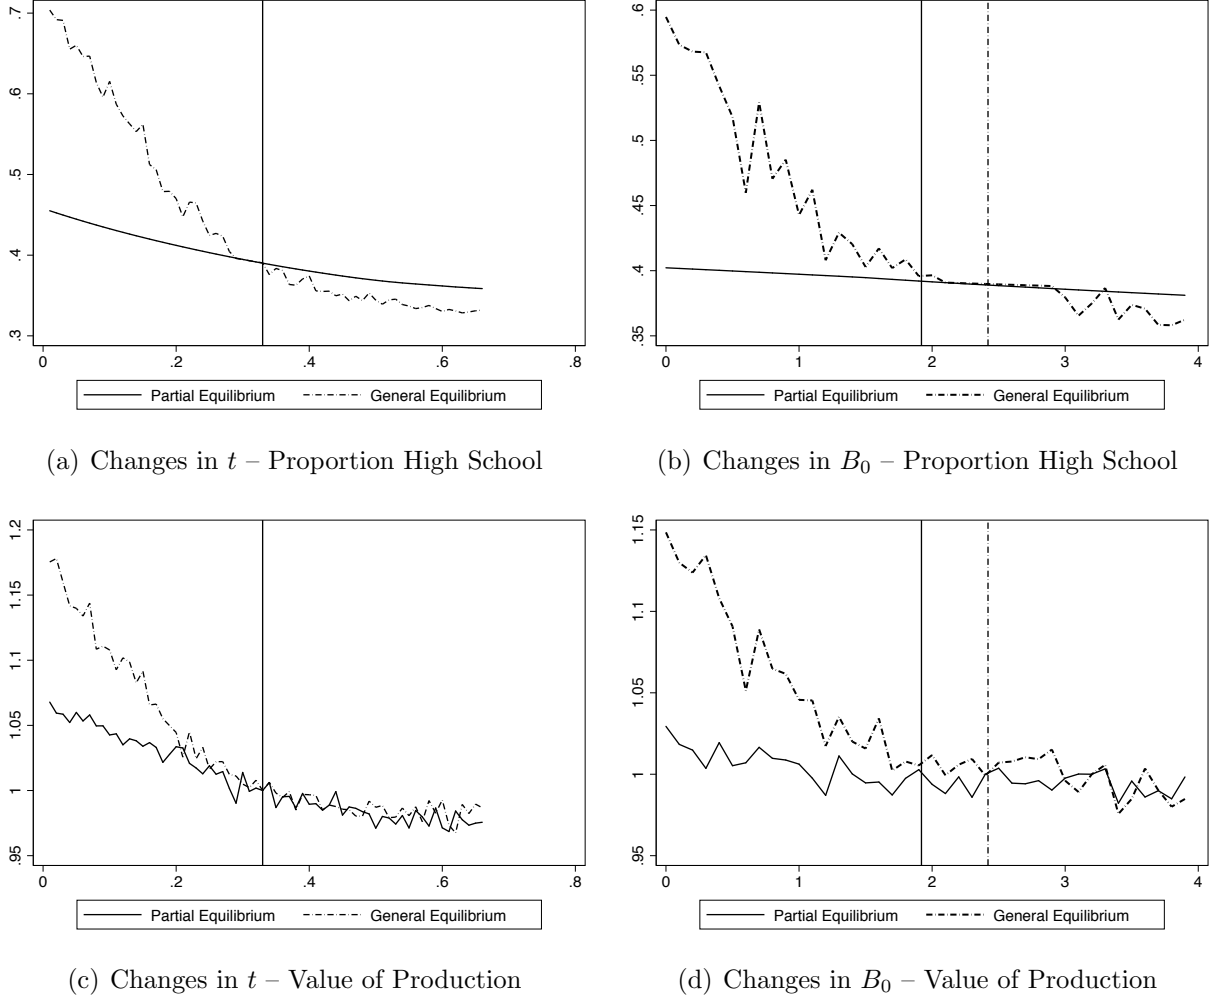 .7
.6
.5
.4
.3
0 .2 .4 .6 .8
Partial Equilibrium General Equilibrium
(a) Changes in t – Proportion High School
.6
.55
.5
.45
.4
.35
0 1 2 3 4
Partial Equilibrium General Equilibrium
(b) Changes in B₀ – Proportion High School
1.2
1.15
1.1
1.05
1
.95
0 .2 .4 .6 .8
Partial Equilibrium General Equilibrium
(c) Changes in t – Value of Production
1.15
1.1
1.05
1
.95
0 1 2 3 4
Partial Equilibrium General Equilibrium
(d) Changes in B₀ – Value of Production